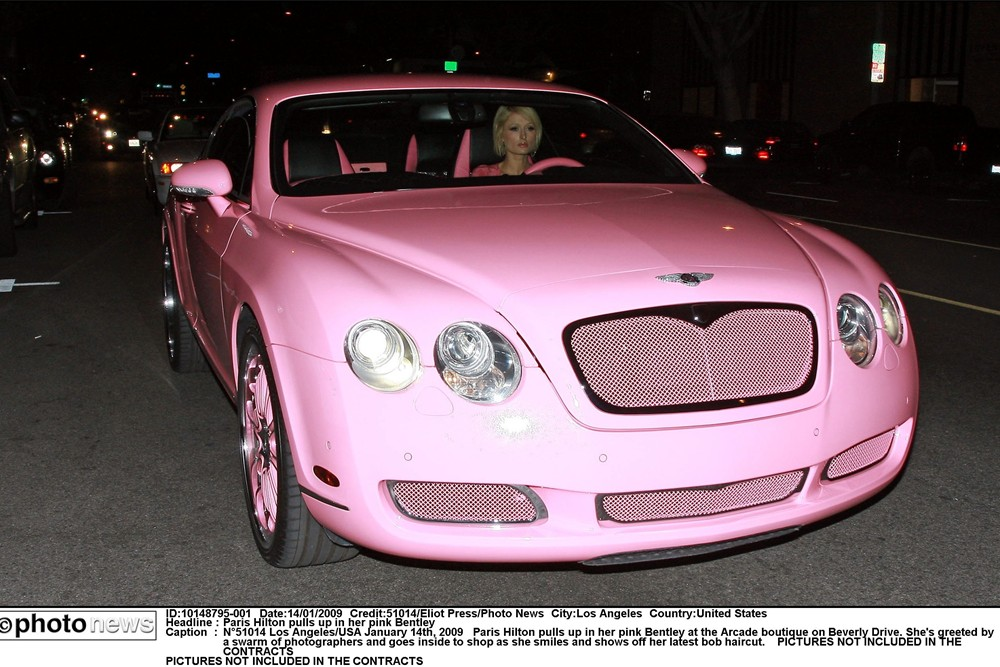 ©photonews
ID:10148795-001 Date:14/01/2009 Credit:51014/Eliot Press/Photo News City:Los Angeles Country:United States
Headline : Paris Hilton pulls up in her pink Bentley
Caption : N°51014 Los Angeles/USA January 14th, 2009 Paris Hilton pulls up in her pink Bentley at the Arcade boutique on Beverly Drive. She's greeted by
a swarm of photographers and goes inside to shop as she smiles and shows off her latest bob haircut. PICTURES NOT INCLUDED IN THE
CONTRACTS
PICTURES NOT INCLUDED IN THE CONTRACTS